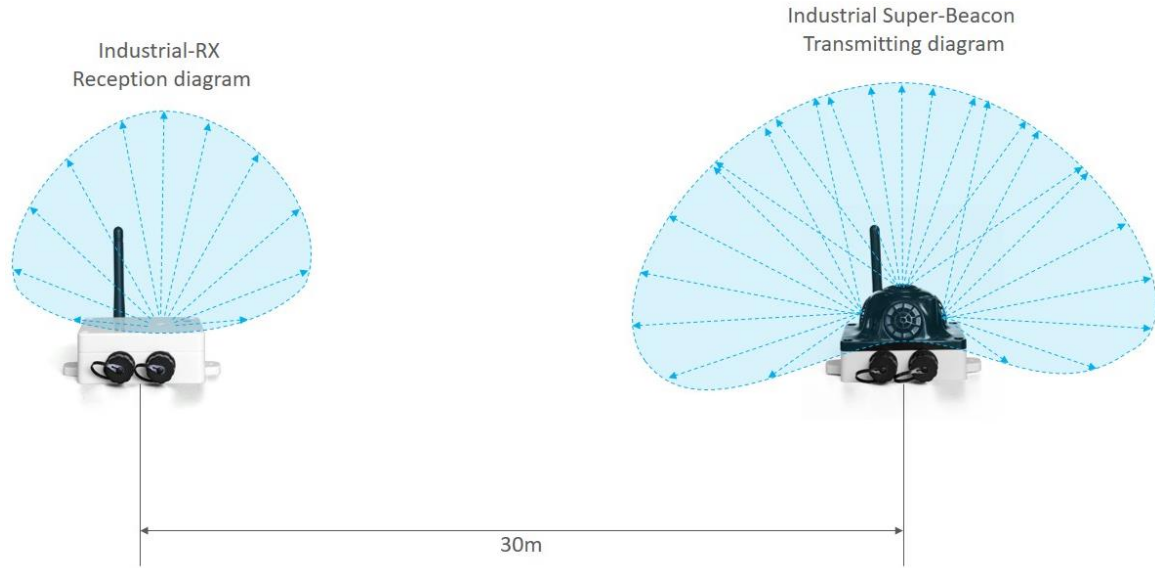 Industrial-RX
Reception diagram
Industrial Super-Beacon
Transmitting diagram
30m